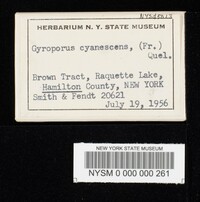 HERBARIUM N. Y. STATE MUSEUM
Gyroporus cyanescens, (Fr.)
Quel.
Brown Tract, Raquette Lake,
Hamilton County, NEW YORK
Smith & Fendt 20621
July 19, 1956
NEW YORK STATE MUSEUM
NYSM 0 000 000 261